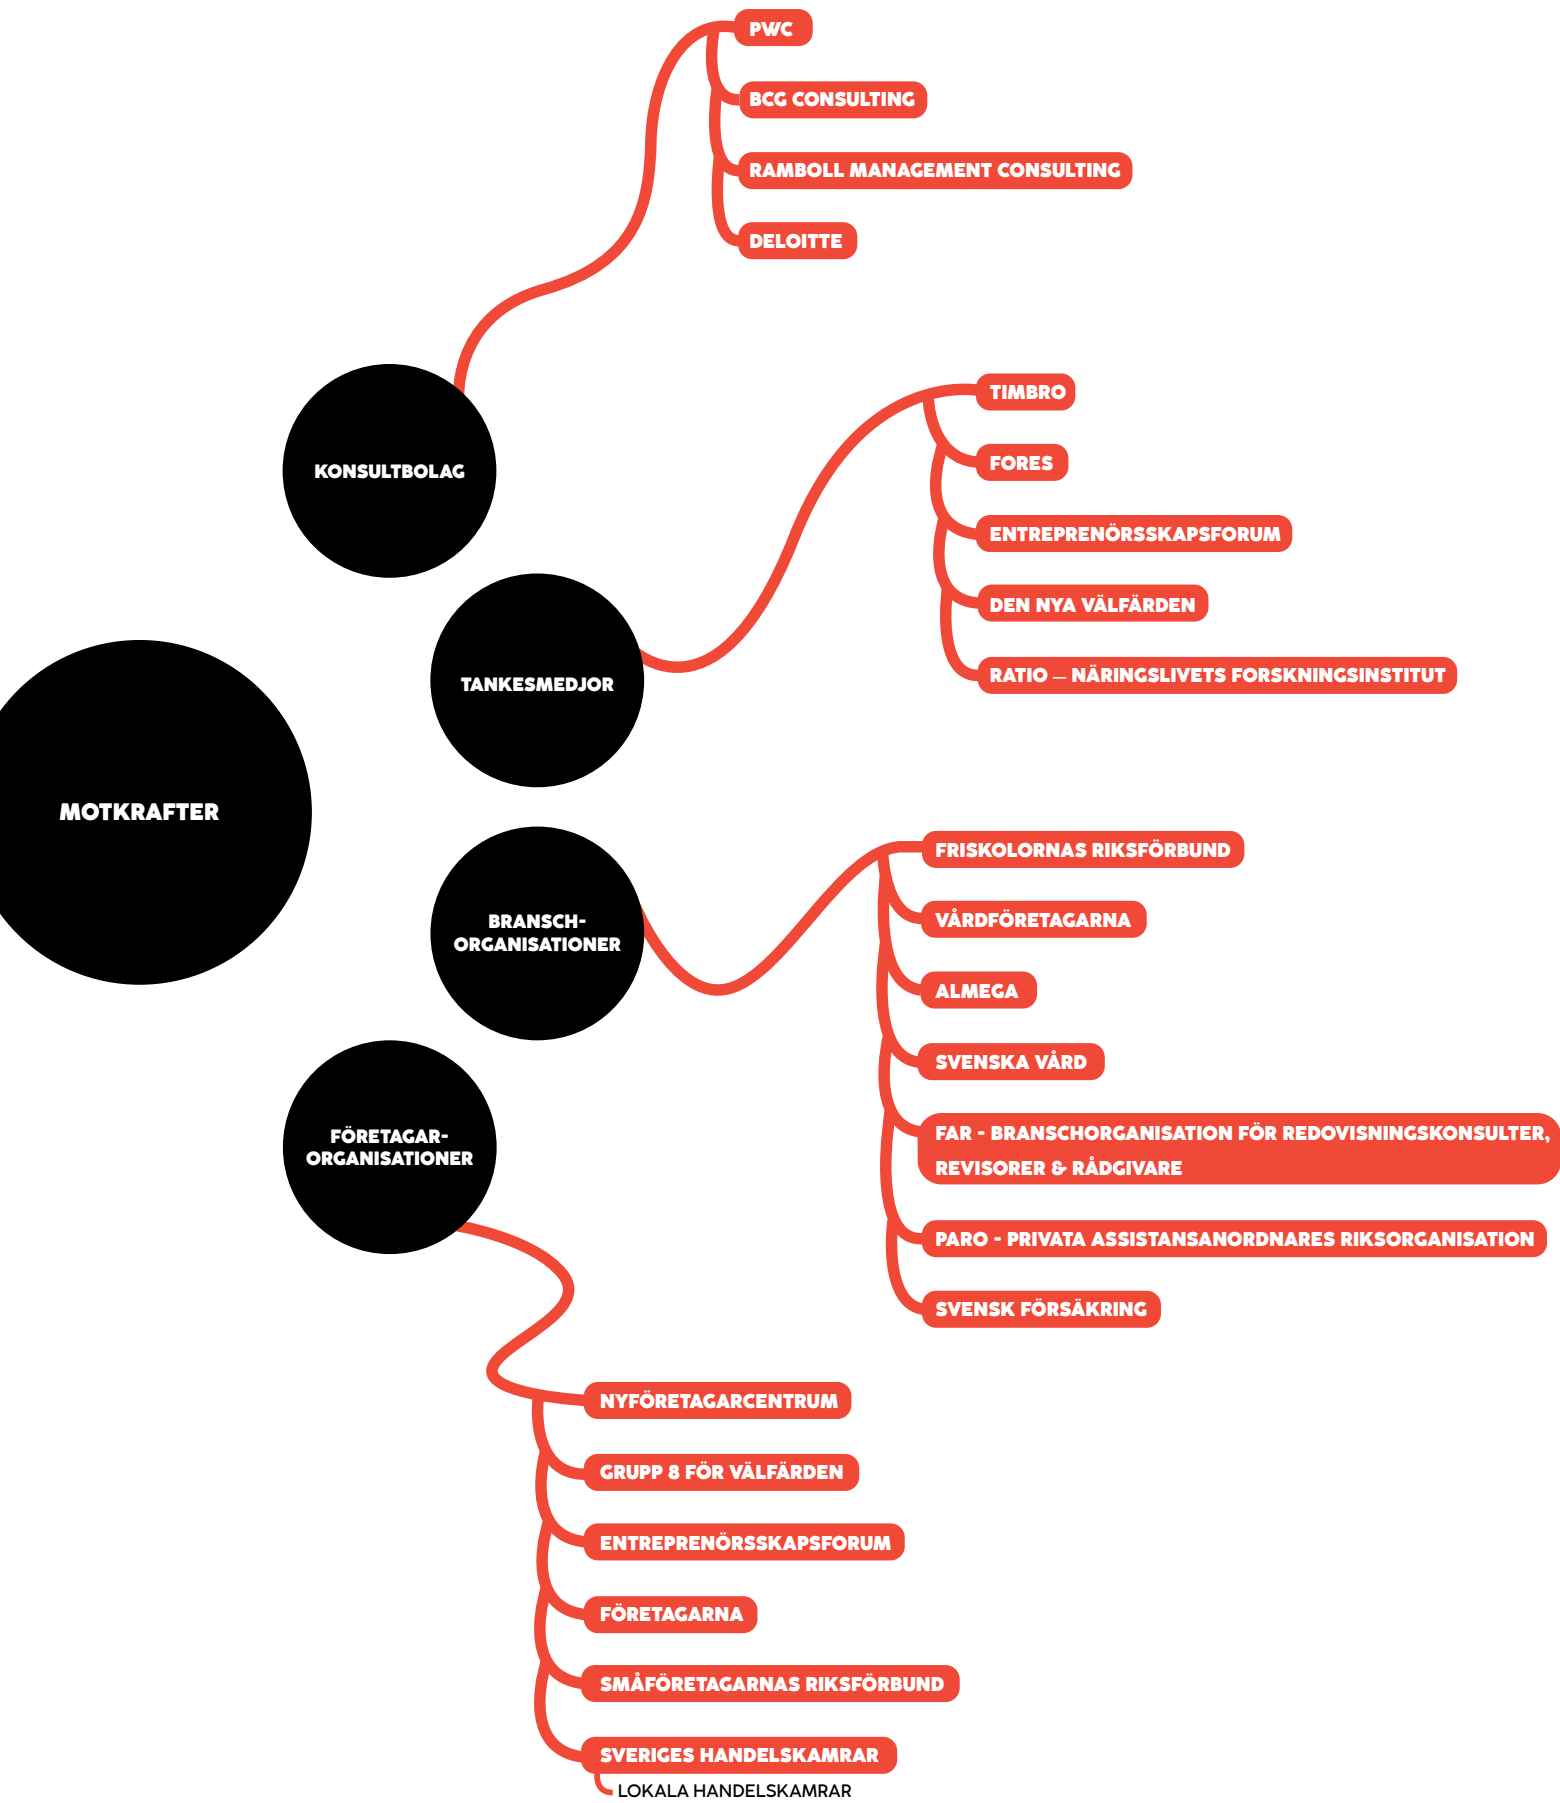 PWC
BCG CONSULTING
RAMBOLL MANAGEMENT CONSULTING
DELOITTE
KONSULTBOLAG
TIMBRO
FORES
ENTREPRENÖRSSKAPSFORUM
DEN NYA VÄLFÄRDEN
RATIO – NÄRINGSLIVETS FORSKNINGSINSTITUT
TANKESMEDJOR
MOTKRAFTER
BRANSCH-
ORGANISATIONER
FRISKOLORNAS RIKSFÖRBUND
VÅRDFÖRETAGARNA
ALMEGA
SVENSKA VÅRD
FAR - BRANSCHORGANISATION FÖR REDOVISNINGSKONSULTER,
REVISORER & RÅDGIVARE
PARO - PRIVATA ASSISTANSANORDNARES RIKSORGANISATION
SVENSK FÖRSÄKRING
FÖRETAGAR-
ORGANISATIONER
NYFÖRETAGARCENTRUM
GRUPP 8 FÖR VÄLFÄRDEN
ENTREPRENÖRSSKAPSFORUM
FÖRETAGARNA
SMÅFÖRETAGARNAS RIKSFÖRBUND
SVERIGES HANDELSKAMRAR
LOKALA HANDELSKAMRAR